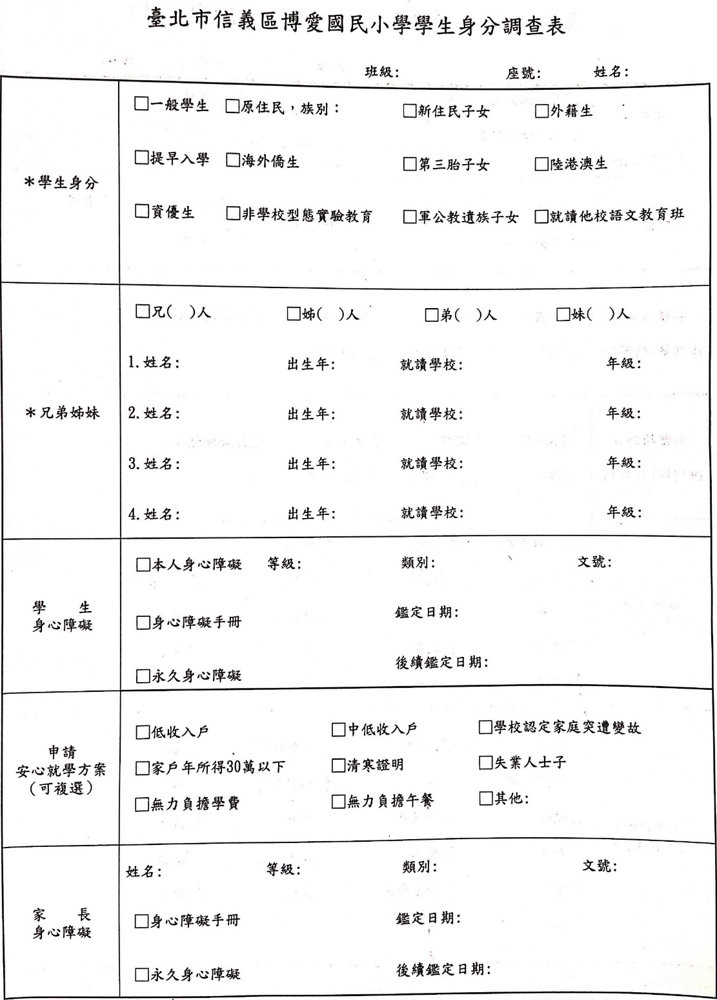 臺北市信義區博愛國民小學學生身分調查表
班級: 座號: 姓名:
＊學生身分
□一般學生 □原住民，族別： □新住民子女 □外籍生
□提早入學 □海外僑生 □第三胎子女 □陸港澳生
□資優生 □非學校型態實驗教育 □軍公教遺族子女 □就讀他校語文教育班
＊兄弟姊妹
□兄( )人 □姊( )人 □弟( )人 □妹( )人
1.姓名: 出生年: 就讀學校: 年級:
2.姓名: 出生年: 就讀學校: 年級:
3.姓名: 出生年: 就讀學校: 年級:
4.姓名: 出生年: 就讀學校: 年級:
學 生
身心障礙
□本人身心障礙 等級: 類別: 文號:
□身心障礙手冊 鑑定日期:
□永久身心障礙 後續鑑定日期:
申請
安心就學方案
(可複選)
□低收入戶 □中低收入戶 □學校認定家庭突遭變故
□家戶年所得30萬以下 □清寒證明 □失業人士子
□無力負擔學費 □無力負擔午餐 □其他:
家 長
身心障礙
姓名: 等級: 類別: 文號:
□身心障礙手冊 鑑定日期:
□永久身心障礙 後續鑑定日期: